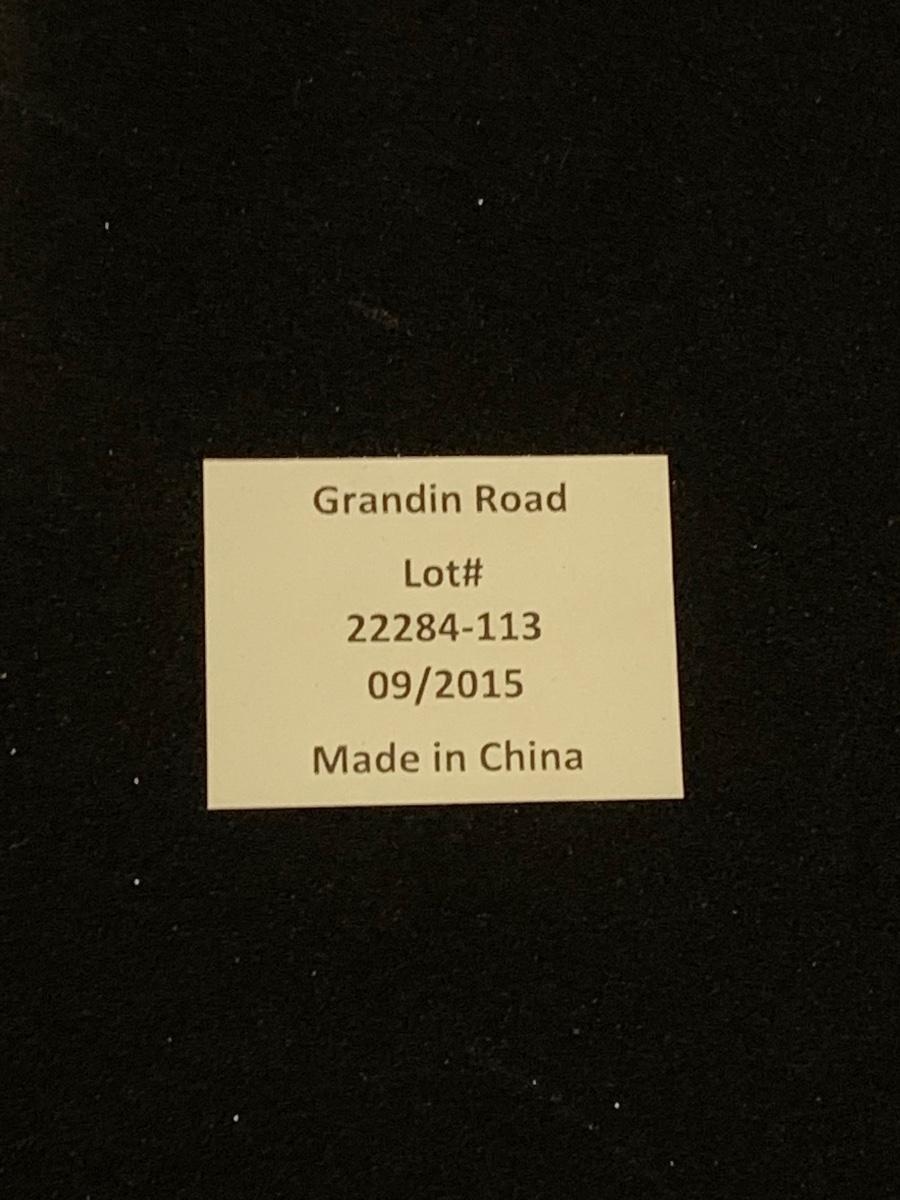 Grandin Road
Lot#
22284-113
09/2015
Made in China